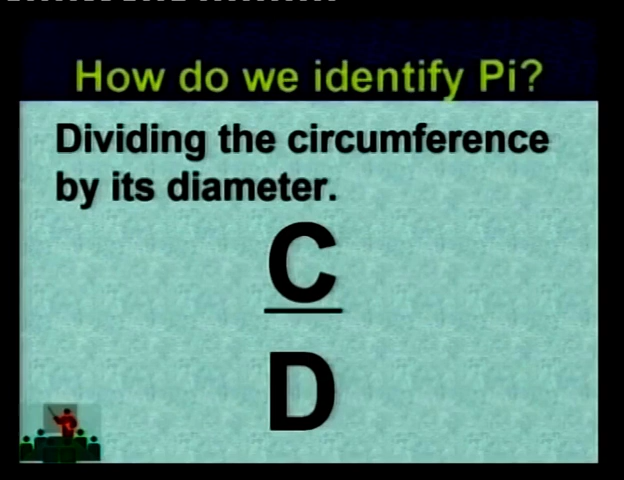 How do we identify Pi?
Dividing the circumference
by its diameter.
C
D